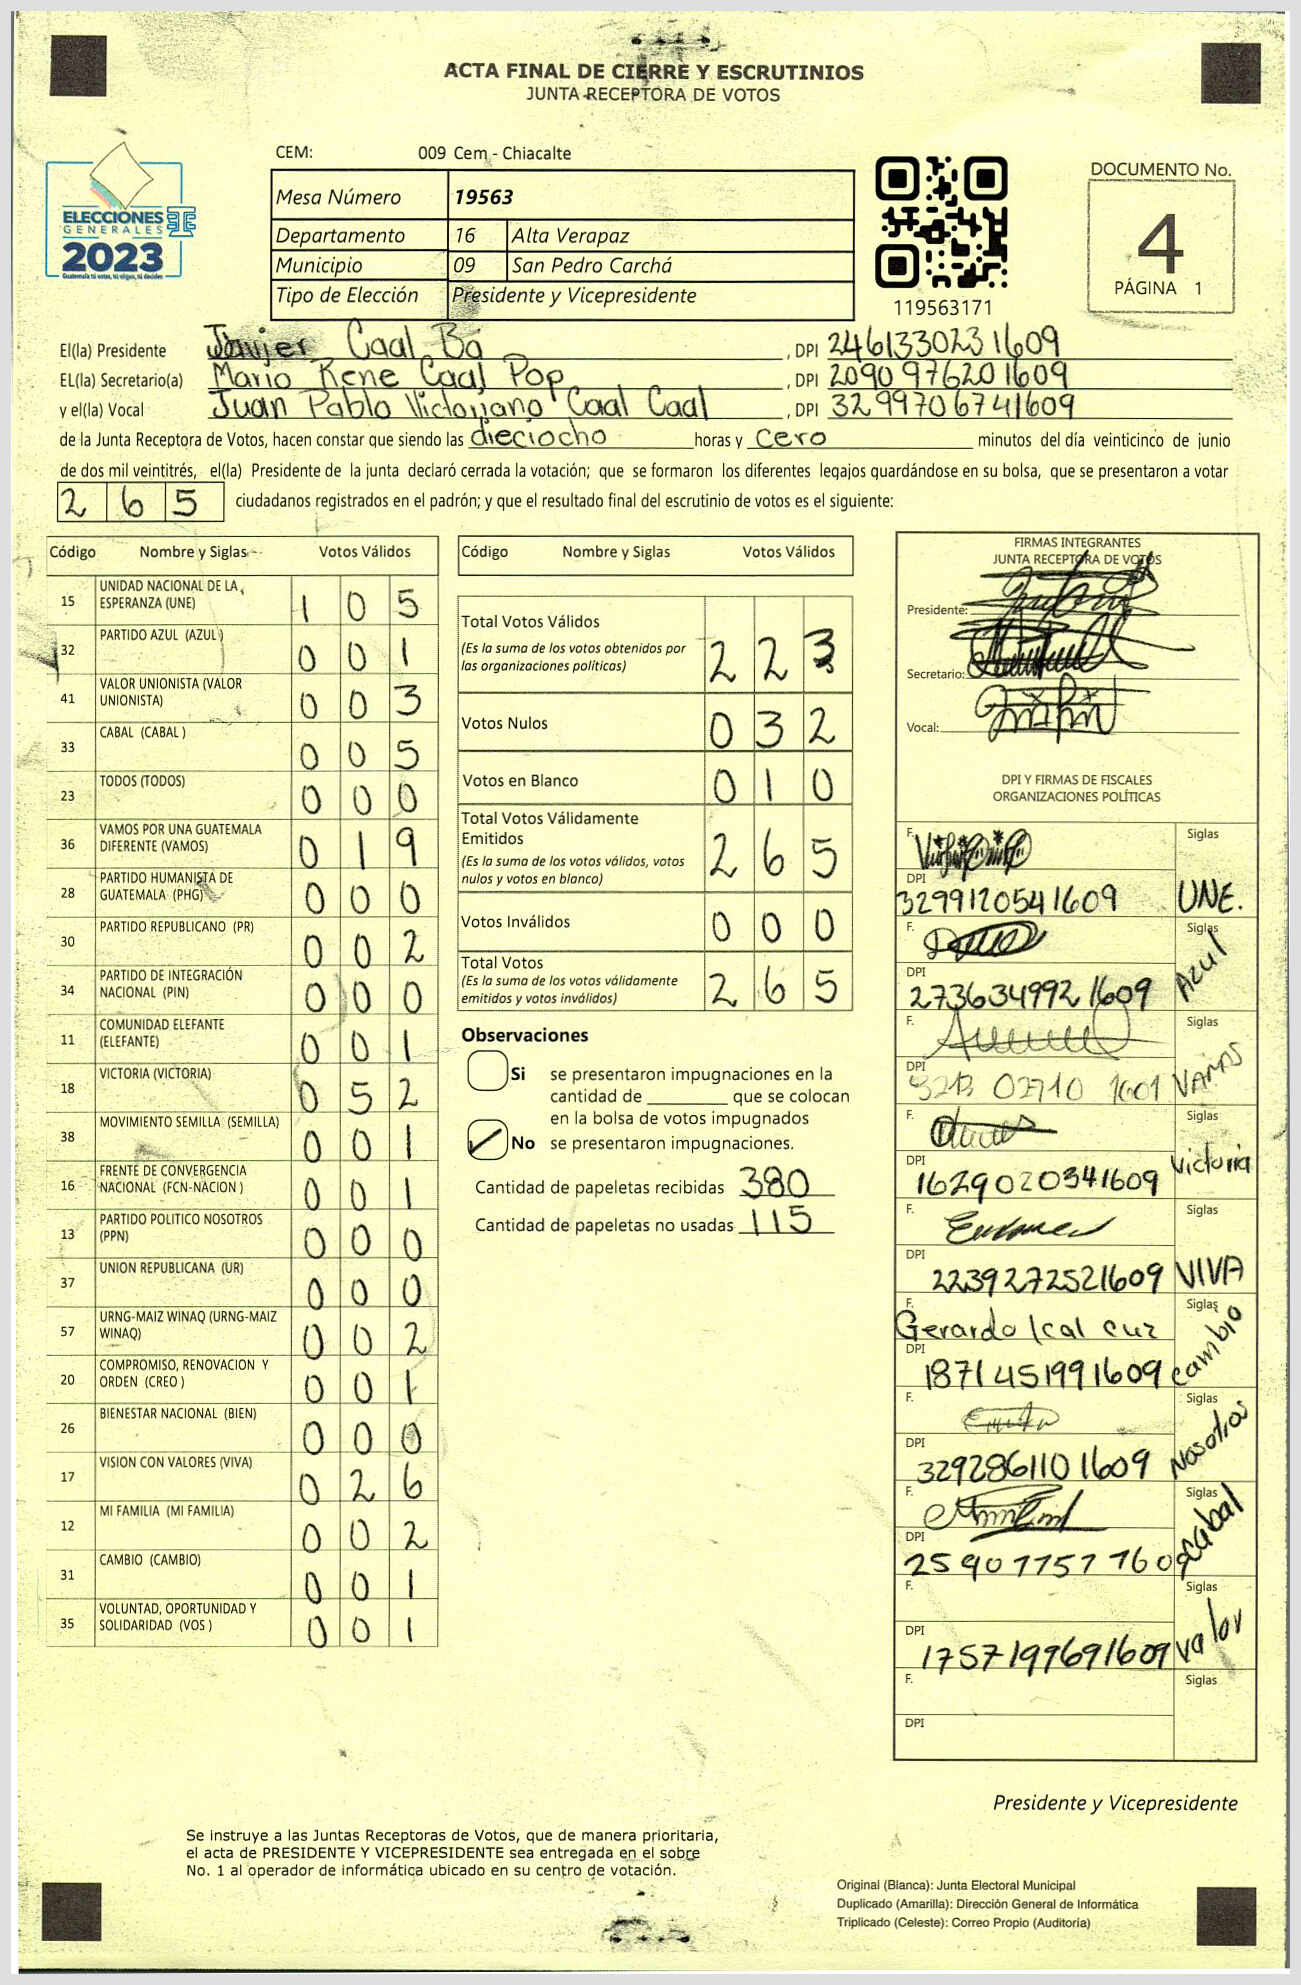 ACTA FINAL DE CIERRE Y ESCRUTINIOS
JUNTA RECEPTORA DE VOTOS
ELECCIONES
GENERALES
2023
Guatemala tú votas, tú eliges, tú decides
CEM: 009 Cem - Chiacalte
Mesa Número 19563
Departamento 16 Alta Verapaz
Municipio 09 San Pedro Carchá
Tipo de Elección Presidente y Vicepresidente
119563171
DOCUMENTO No.
4
PÁGINA 1
El(la) Presidente Javier Caal Bá , DPI 2461330231609
EL(la) Secretario(a) Mario Rene Caal Pop , DPI 2090976201609
y el(la) Vocal Juan Pablo Victoriano Caal Caal , DPI 3299706741609
de la Junta Receptora de Votos, hacen constar que siendo las dieciocho horas y cero minutos del día veinticinco de junio
de dos mil veintitrés, el(la) Presidente de la junta declaró cerrada la votación; que se formaron los diferentes legajos quardándose en su bolsa, que se presentaron a votar
265 ciudadanos registrados en el padrón; y que el resultado final del escrutinio de votos es el siguiente:
Código Nombre y Siglas Votos Válidos
15 UNIDAD NACIONAL DE LA ESPERANZA (UNE) 1 0 5
32 PARTIDO AZUL (AZUL) 0 0 1
41 VALOR UNIONISTA (VALOR UNIONISTA) 0 0 3
33 CABAL (CABAL ) 0 0 5
23 TODOS (TODOS) 0 0 0
36 VAMOS POR UNA GUATEMALA DIFERENTE (VAMOS) 0 1 9
28 PARTIDO HUMANISTA DE GUATEMALA (PHG) 0 0 0
30 PARTIDO REPUBLICANO (PR) 0 0 2
34 PARTIDO DE INTEGRACIÓN NACIONAL (PIN) 0 0 0
11 COMUNIDAD ELEFANTE (ELEFANTE) 0 0 1
18 VICTORIA (VICTORIA) 0 5 2
38 MOVIMIENTO SEMILLA (SEMILLA) 0 0 1
16 FRENTE DE CONVERGENCIA NACIONAL (FCN-NACION ) 0 0 1
13 PARTIDO POLITICO NOSOTROS (PPN) 0 0 0
37 UNION REPUBLICANA (UR) 0 0 0
57 URNG-MAIZ WINAQ (URNG-MAIZ WINAQ) 0 0 2
20 COMPROMISO, RENOVACION Y ORDEN (CREO ) 0 0 1
26 BIENESTAR NACIONAL (BIEN) 0 0 0
17 VISION CON VALORES (VIVA) 0 2 6
12 MI FAMILIA (MI FAMILIA) 0 0 2
31 CAMBIO (CAMBIO) 0 0 1
35 VOLUNTAD, OPORTUNIDAD Y SOLIDARIDAD (VOS ) 0 0 1
Código Nombre y Siglas Votos Válidos
Total Votos Válidos 2 2 3
(Es la suma de los votos obtenidos por
las organizaciones políticas)
Votos Nulos 0 3 2
Votos en Blanco 0 1 0
Total Votos Válidamente
Emitidos 2 6 5
(Es la suma de los votos válidos, votos
nulos y votos en blanco)
Votos Inválidos 0 0 0
Total Votos 2 6 5
(Es la suma de los votos válidamente
emitidos y votos inválidos)
Observaciones
Si se presentaron impugnaciones en la
cantidad de ________ que se colocan
en la bolsa de votos impugnados
No se presentaron impugnaciones.
Cantidad de papeletas recibidas 380
Cantidad de papeletas no usadas 115
FIRMAS INTEGRANTES
JUNTA RECEPTORA DE VOTOS
Presidente:
Secretario:
Vocal:
DPI Y FIRMAS DE FISCALES
ORGANIZACIONES POLÍTICAS
F. Siglas
DPI 3299120541609 UNE.
F. Siglas
DPI 2736349921609 Azul
F. Siglas
DPI 1601 VAMOS
F. Siglas
DPI 1629020341609 Victoria
F. Siglas
DPI 2239272521609 VIVA
F. Gerardo Ical Cuz Siglas
DPI 1871451991609 cambio
F. Siglas
DPI 3292861101609 Nosotros
F. Siglas
DPI cabal
F. Siglas
DPI 1757199691609 valor
F. Siglas
DPI
Presidente y Vicepresidente
Se instruye a las Juntas Receptoras de Votos, que de manera prioritaria,
el acta de PRESIDENTE Y VICEPRESIDENTE sea entregada en el sobre
No. 1 al operador de informática ubicado en su centro de votación.
Original (Blanca): Junta Electoral Municipal
Duplicado (Amarilla): Dirección General de Informática
Triplicado (Celeste): Correo Propio (Auditoría)